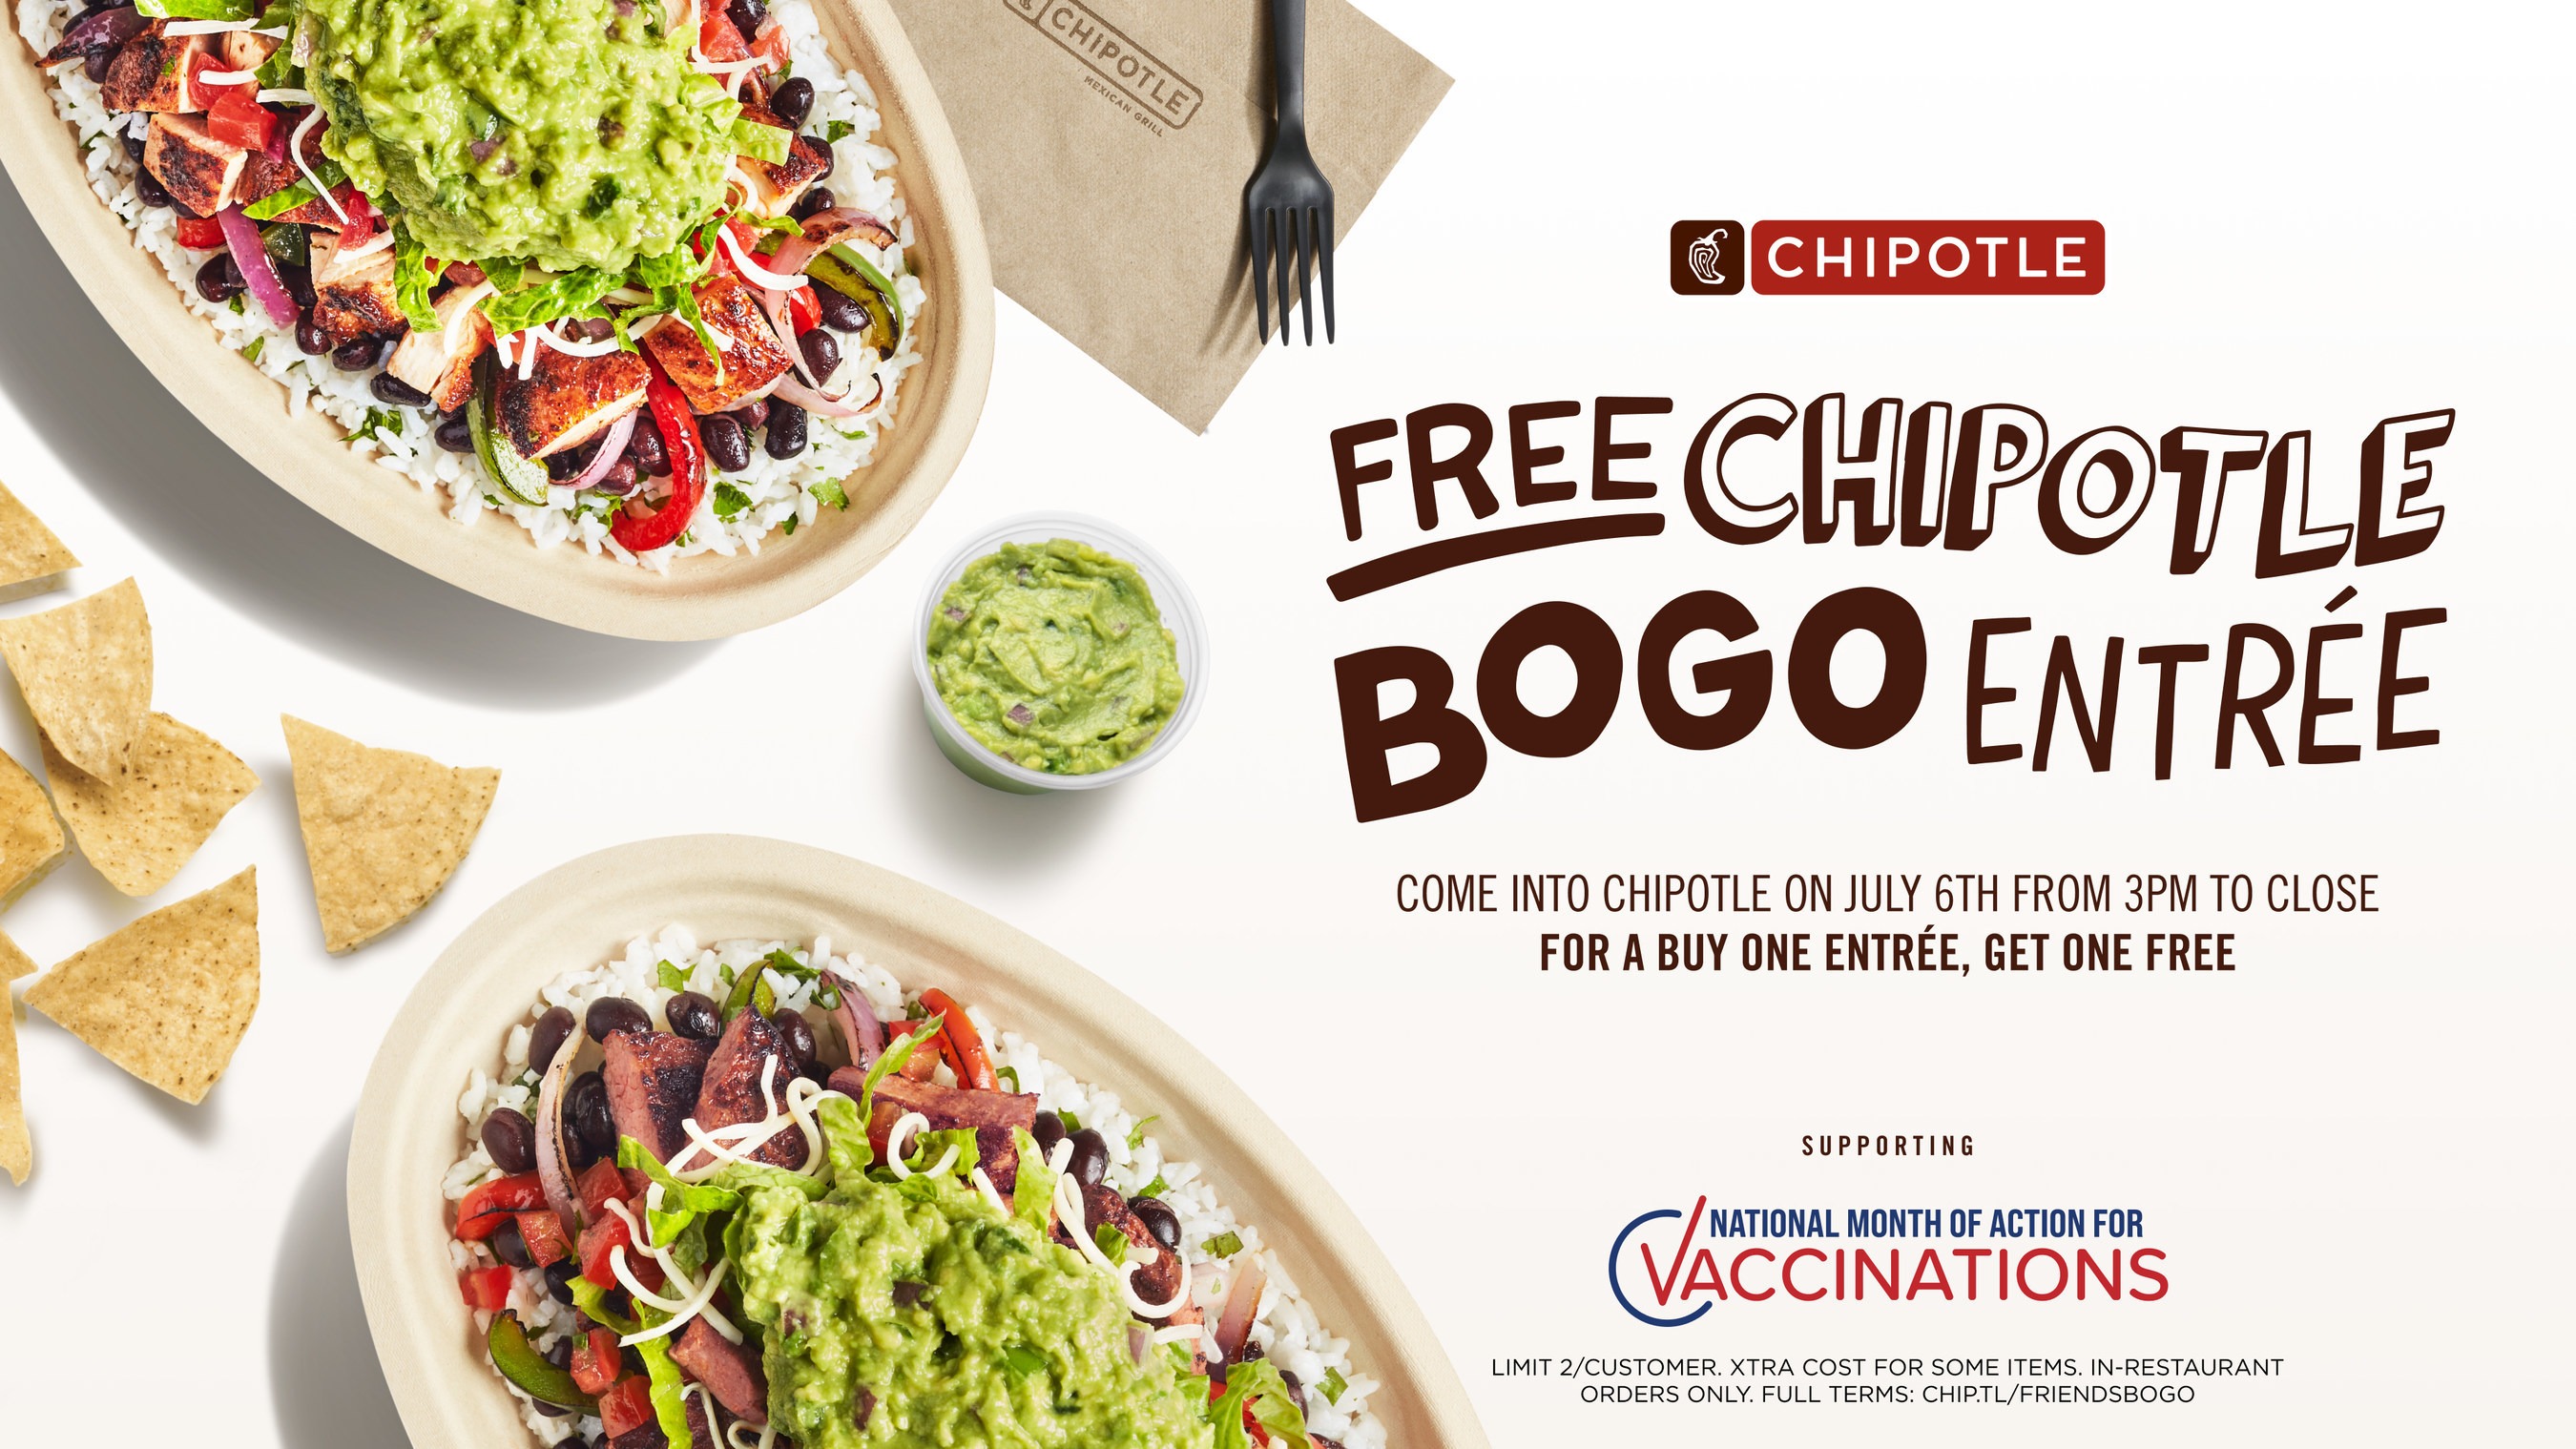 CHIPOTLE
MEXICAN GRILL
CHIPOTLE
FREE CHIPOTLE
BOGO ENTRÉE
COME INTO CHIPOTLE ON JULY 6TH FROM 3PM TO CLOSE
FOR A BUY ONE ENTRÉE, GET ONE FREE
SUPPORTING
NATIONAL MONTH OF ACTION FOR
VACCINATIONS
LIMIT 2/CUSTOMER. XTRA COST FOR SOME ITEMS. IN-RESTAURANT
ORDERS ONLY. FULL TERMS: CHIP.TL/FRIENDSBOGO